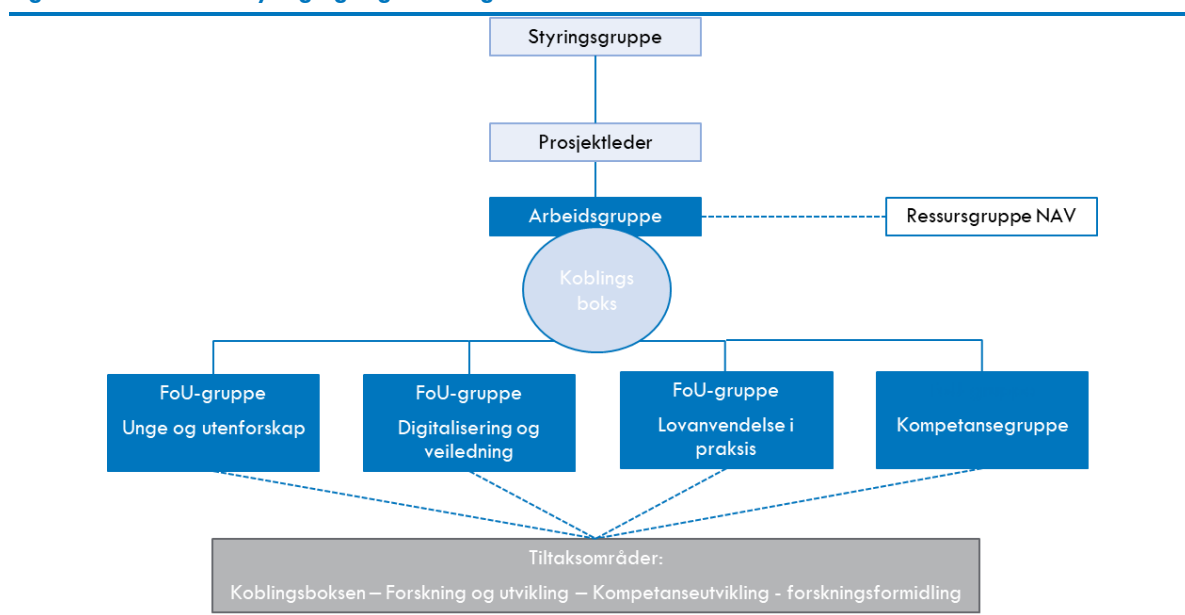 Styringsgruppe
Prosjektleder
Arbeidsgruppe
Ressursgruppe NAV
Koblings
boks
FoU-gruppe
Unge og utenforskap
FoU-gruppe
Digitalisering og
veiledning
FoU-gruppe
Lovanvendelse i
praksis
Kompetansegruppe
Tiltaksområder:
Koblingsboksen – Forskning og utvikling – Kompetanseutvikling - forskningsformidling